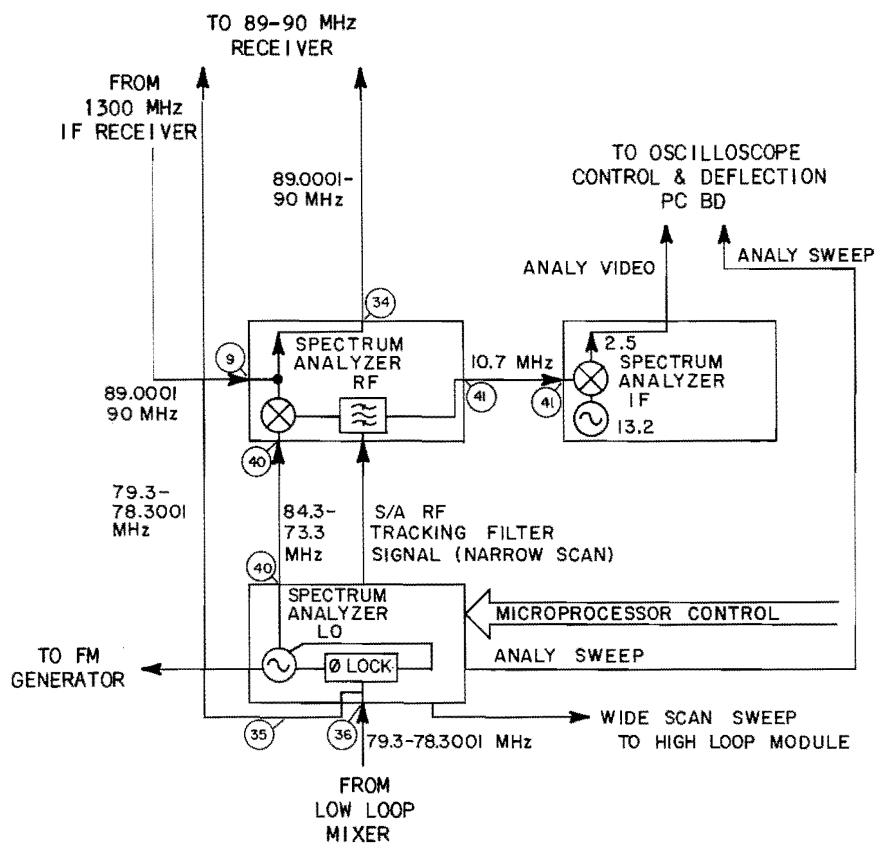 TO 89-90 MHz
RECEIVER
FROM
1300 MHz
IF RECEIVER
89.0001-
90 MHz
TO OSCILLOSCOPE
CONTROL & DEFLECTION
PC BD
ANALY VIDEO
ANALY SWEEP
34
9
SPECTRUM
ANALYZER
RF
10.7 MHz
41
41
2.5
SPECTRUM
ANALYZER
IF
13.2
89.0001
90 MHz
40
79.3-
78.3001
MHz
84.3-
73.3
MHz
S/A RF
TRACKING FILTER
SIGNAL (NARROW SCAN)
40
SPECTRUM
ANALYZER
LO
Ø LOCK
MICROPROCESSOR CONTROL
ANALY SWEEP
TO FM
GENERATOR
35
36
79.3-78.3001 MHz
WIDE SCAN SWEEP
TO HIGH LOOP MODULE
FROM
LOW LOOP
MIXER